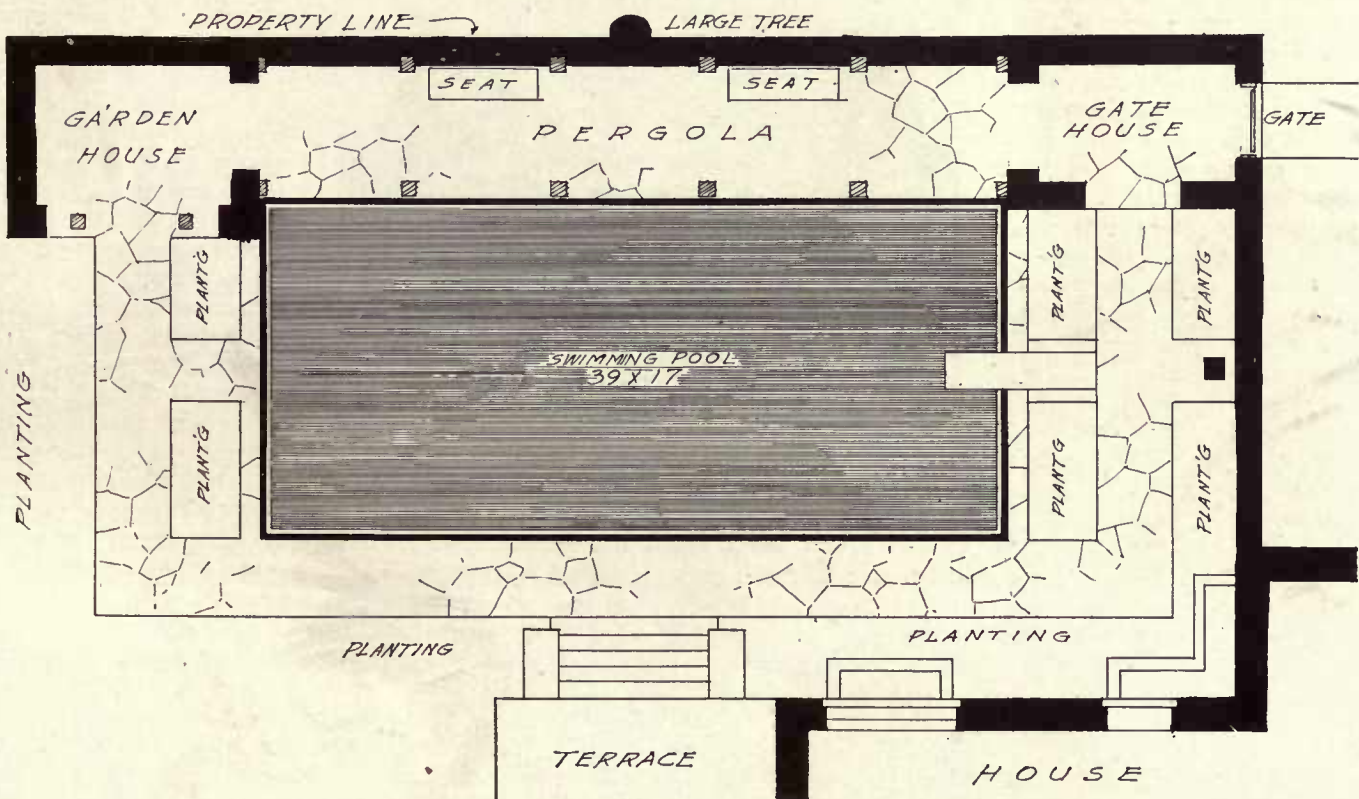 PROPERTY LINE
LARGE TREE
SEAT
SEAT
GARDEN
HOUSE
PERGOLA
GATE
HOUSE
GATE
PLANT'G
PLANT'G
PLANT'G
SWIMMING POOL
39 X 17
PLANTING
PLANT'G
PLANT'G
PLANT'G
PLANTING
PLANTING
TERRACE
HOUSE